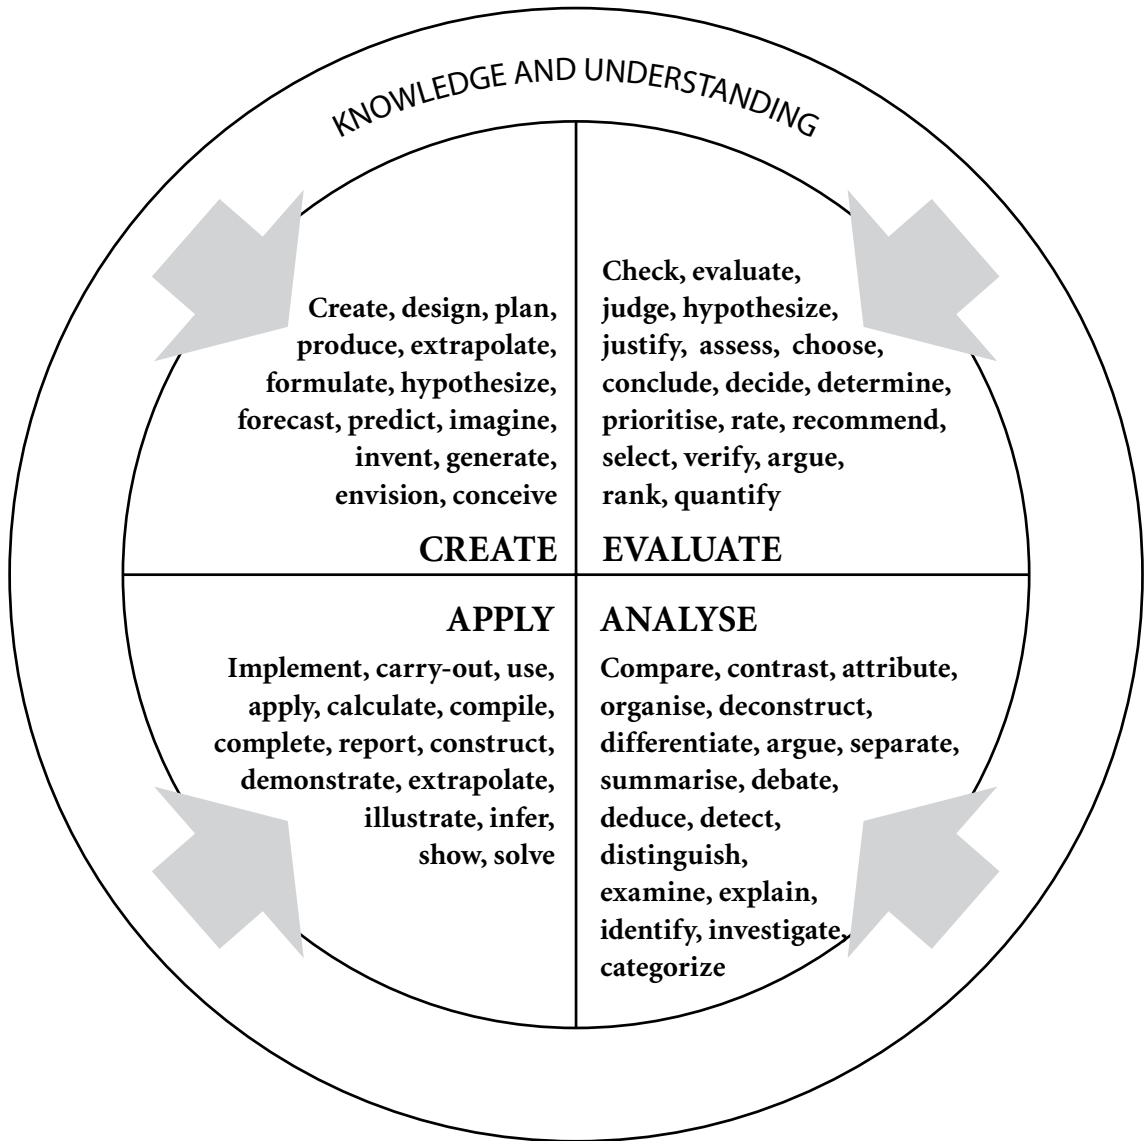 KNOWLEDGE AND UNDERSTANDING
Create, design, plan,
produce, extrapolate,
formulate, hypothesize,
forecast, predict, imagine,
invent, generate,
envision, conceive
CREATE
Check, evaluate,
judge, hypothesize,
justify, assess, choose,
conclude, decide, determine,
prioritise, rate, recommend,
select, verify, argue,
rank, quantify
EVALUATE
APPLY
Implement, carry-out, use,
apply, calculate, compile,
complete, report, construct,
demonstrate, extrapolate,
illustrate, infer,
show, solve
ANALYSE
Compare, contrast, attribute,
organise, deconstruct,
differentiate, argue, separate,
summarise, debate,
deduce, detect,
distinguish,
examine, explain,
identify, investigate,
categorize